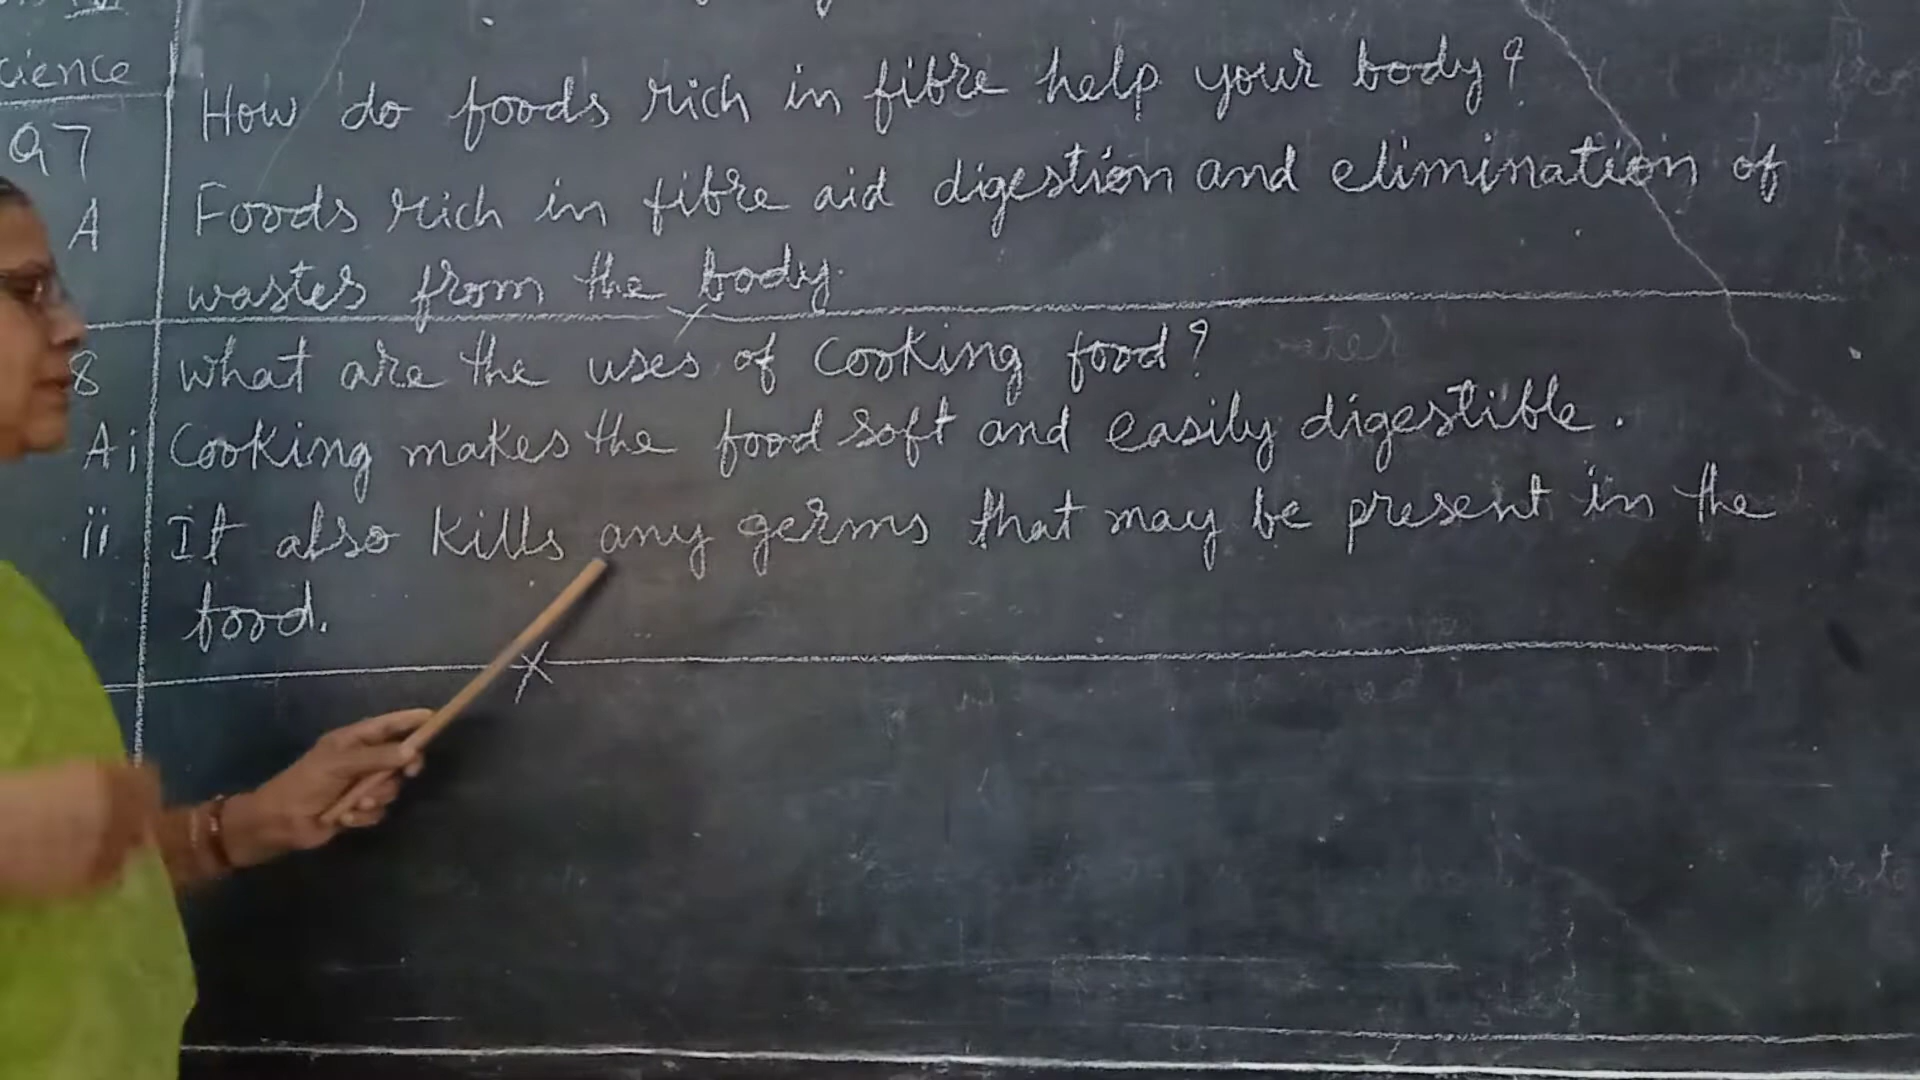 cience
Q7 How do foods rich in fibre help your body?
A Foods rich in fibre aid digestion and elimination of
wastes from the body.
8 what are the uses of cooking food?
A i Cooking makes the food soft and easily digestible.
ii It also kills any germs that may be present in the
food.